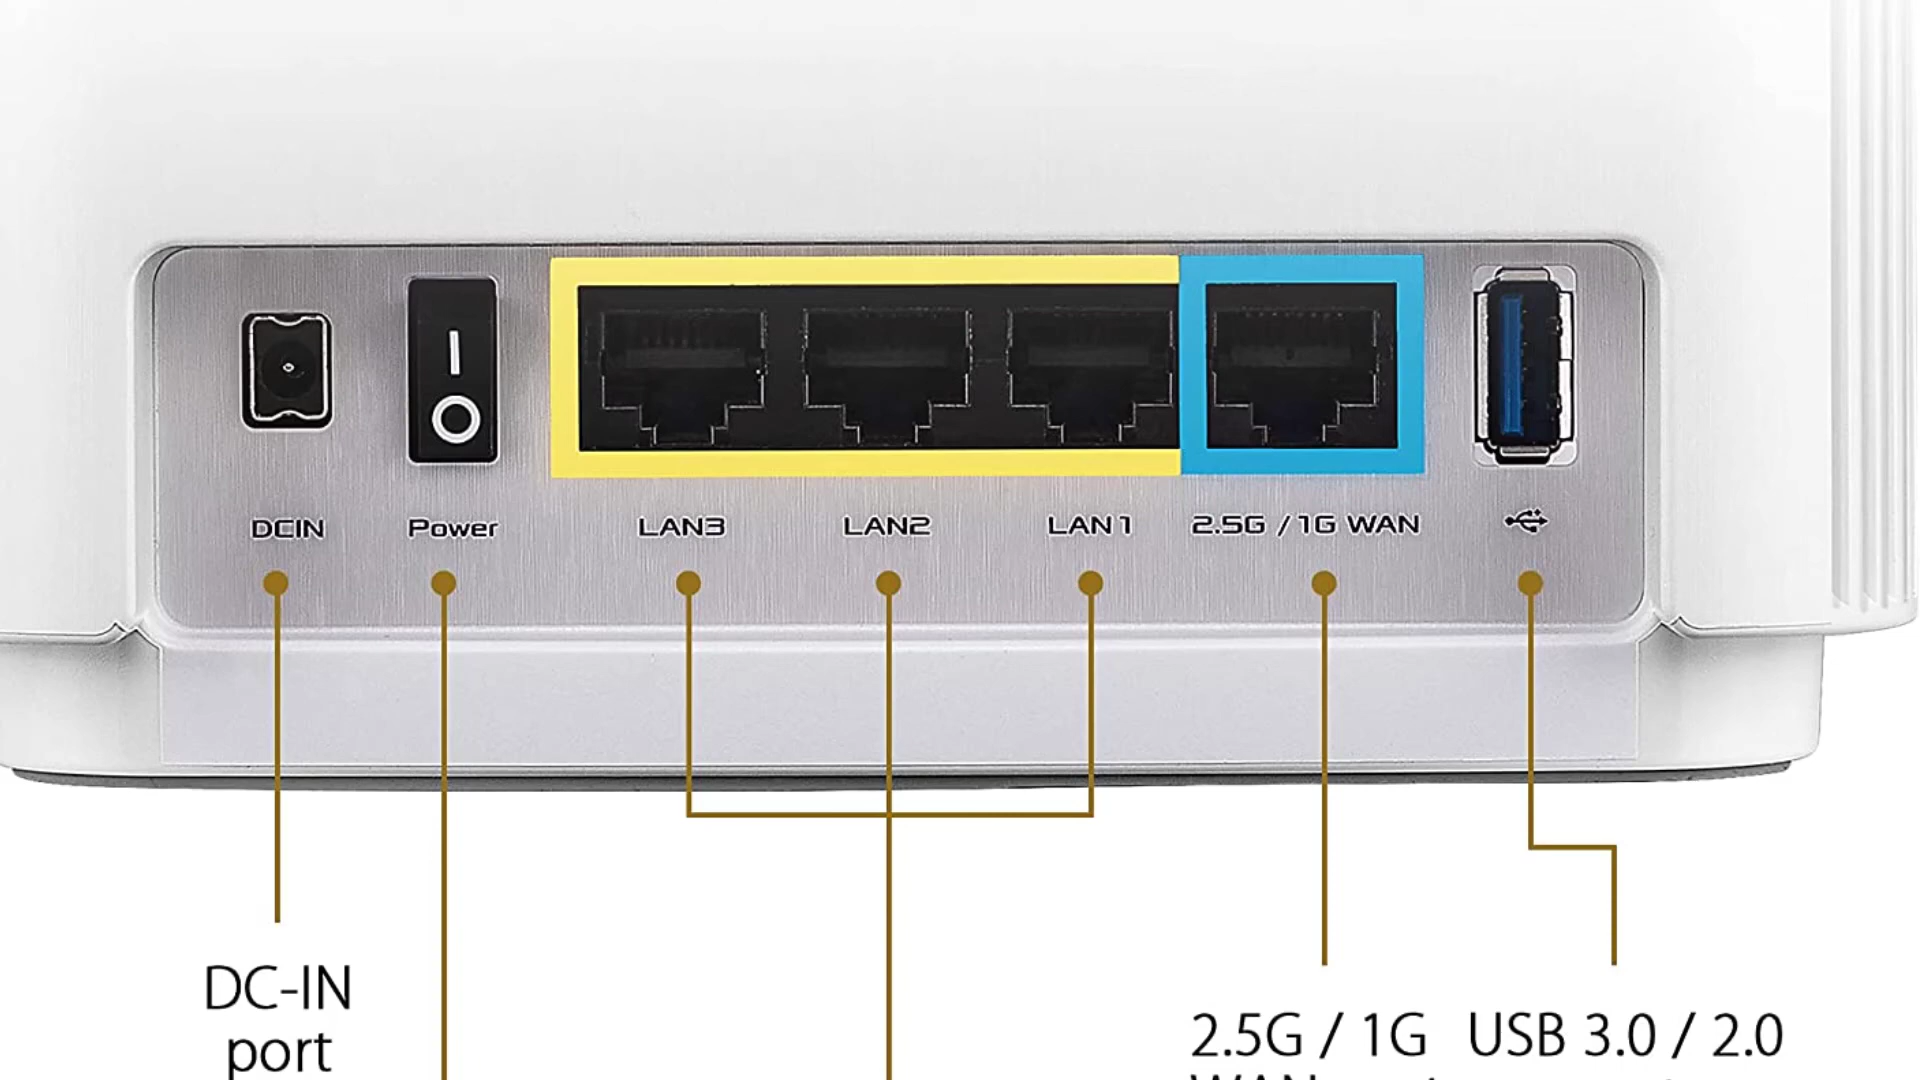 DCIN
Power
LAN3
LAN2
LAN1
2.5G / 1G WAN
DC-IN
port
2.5G / 1G
USB 3.0 / 2.0